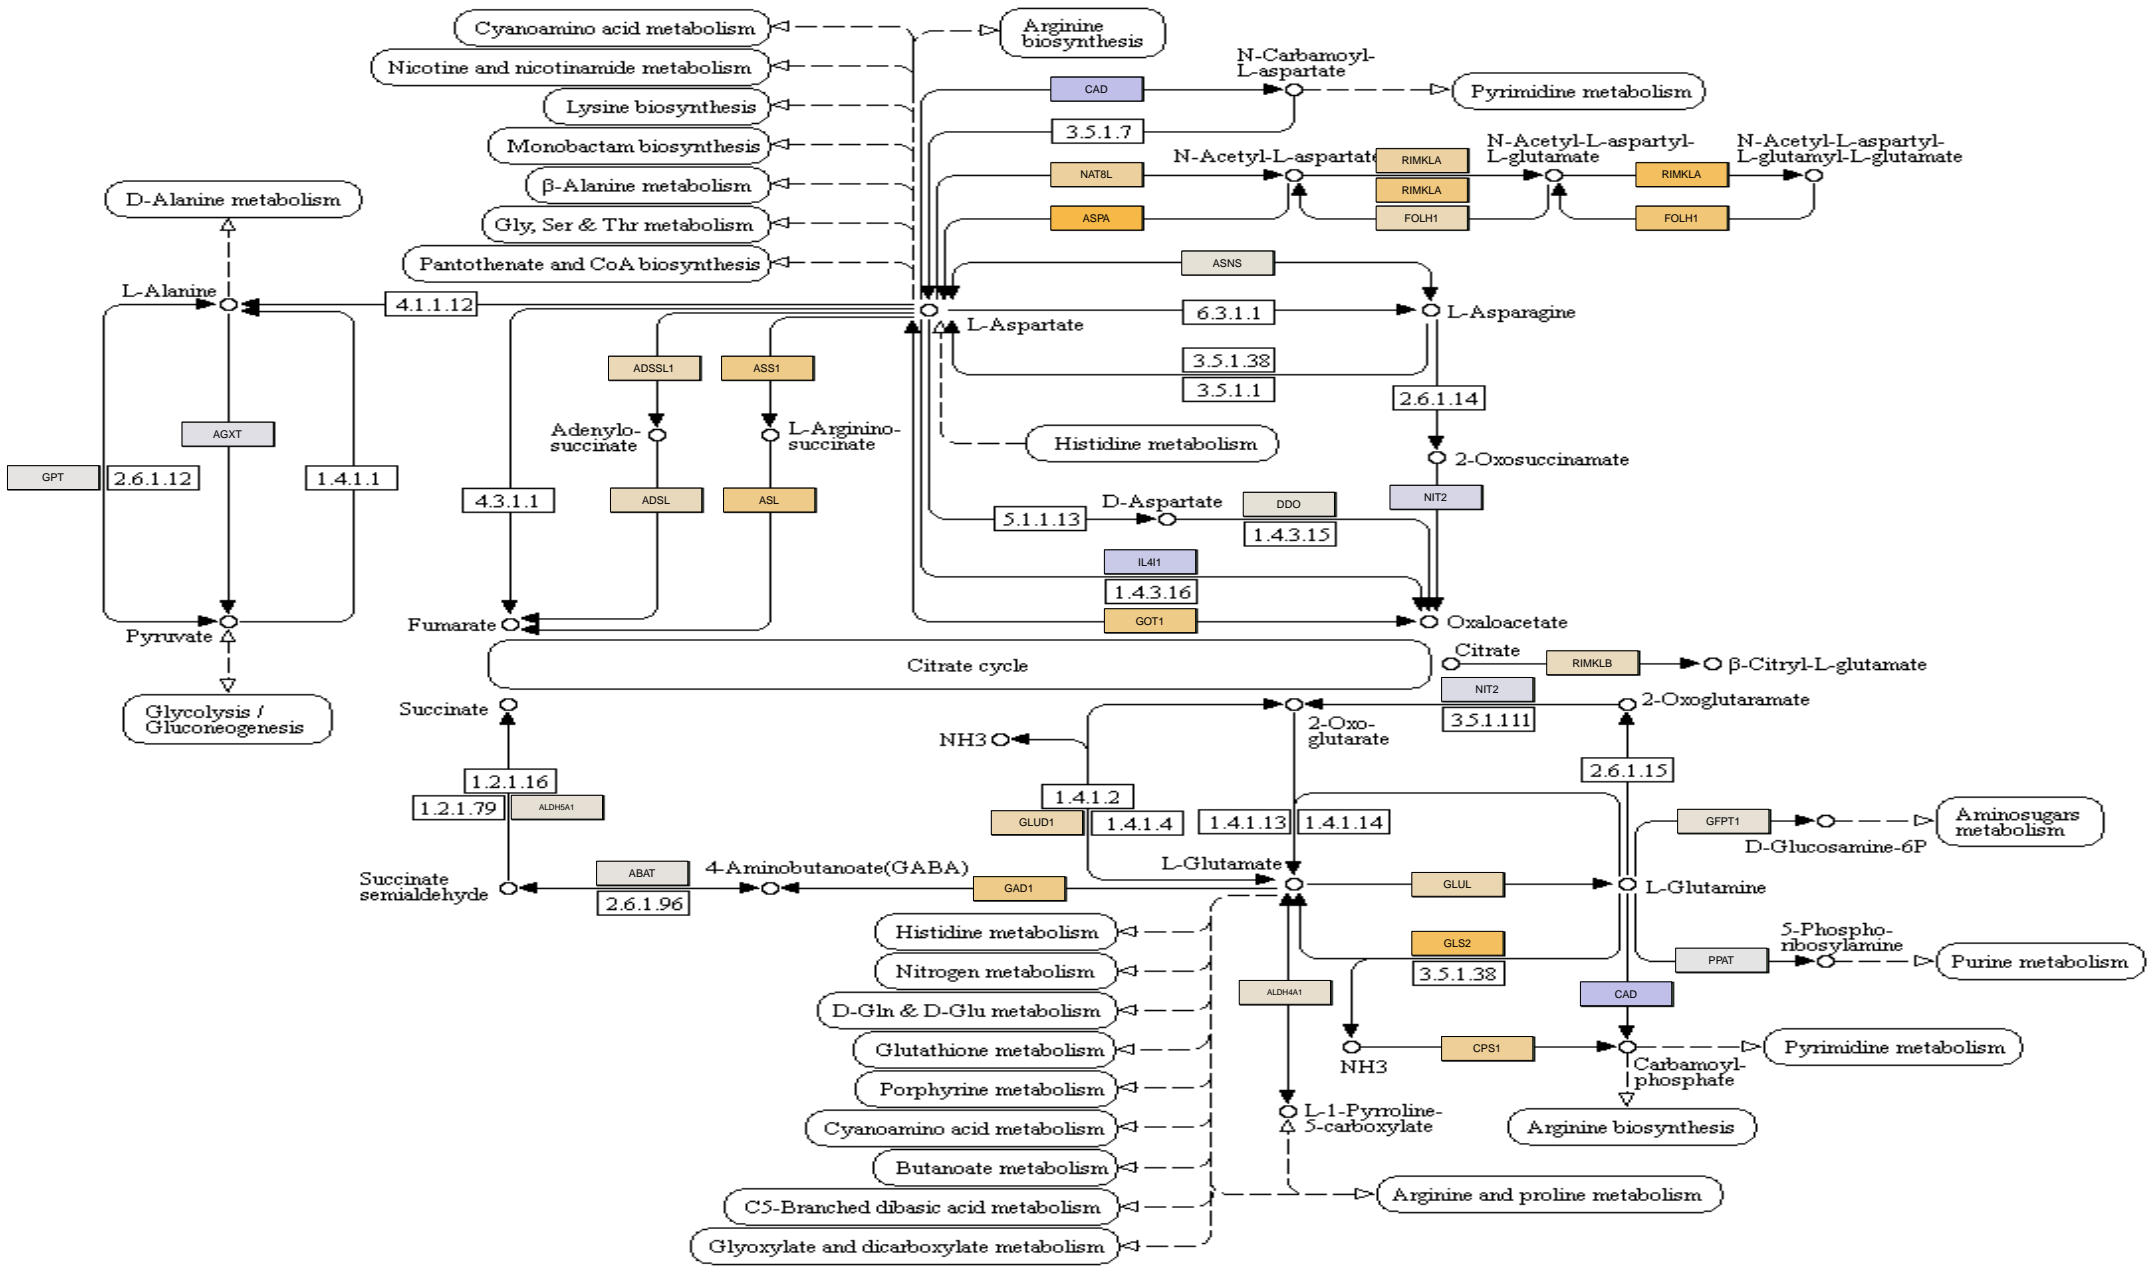 Cyanoamino acid metabolism
Nicotine and nicotinamide metabolism
Lysine biosynthesis
Monobactam biosynthesis
β-Alanine metabolism
Gly, Ser & Thr metabolism
Pantothenate and CoA biosynthesis
Arginine
biosynthesis
N-Carbamoyl-
L-aspartate
CAD
Pyrimidine metabolism
3.5.1.7
N-Acetyl-L-aspartate
N-Acetyl-L-aspartyl-
L-glutamate
N-Acetyl-L-aspartyl-
L-glutamyl-L-glutamate
NAT8L
RIMKLA
RIMKLA
RIMKLA
ASPA
FOLH1
FOLH1
D-Alanine metabolism
L-Alanine
4.1.1.12
ASNS
6.3.1.1
L-Aspartate
L-Asparagine
3.5.1.38
3.5.1.1
ADSSL1
ASS1
2.6.1.14
AGXT
Adenylo-
succinate
L-Arginino-
succinate
Histidine metabolism
2-Oxosuccinamate
GPT
2.6.1.12
1.4.1.1
4.3.1.1
ADSL
ASL
D-Aspartate
5.1.1.13
DDO
1.4.3.15
NIT2
IL4I1
1.4.3.16
GOT1
Pyruvate
Fumarate
Oxaloacetate
Citrate cycle
Citrate
RIMKLB
β-Citryl-L-glutamate
Glycolysis /
Gluconeogenesis
Succinate
NIT2
3.5.1.111
2-Oxoglutaramate
2-Oxo-
glutarate
NH3
1.2.1.16
1.2.1.79
ALDH5A1
1.4.1.2
GLUD1
1.4.1.4
1.4.1.13
1.4.1.14
2.6.1.15
GFPT1
Aminosugars
metabolism
D-Glucosamine-6P
Succinate
semialdehyde
ABAT
2.6.1.96
4-Aminobutanoate(GABA)
GAD1
L-Glutamate
GLUL
L-Glutamine
GLS2
3.5.1.38
5-Phospho-
ribosylamine
PPAT
Purine metabolism
Histidine metabolism
Nitrogen metabolism
D-Gln & D-Glu metabolism
Glutathione metabolism
Porphyrine metabolism
Cyanoamino acid metabolism
Butanoate metabolism
C5-Branched dibasic acid metabolism
Glyoxylate and dicarboxylate metabolism
ALDH4A1
CAD
NH3
CPS1
Carbamoyl-
phosphate
Pyrimidine metabolism
L-1-Pyrroline-
5-carboxylate
Arginine biosynthesis
Arginine and proline metabolism